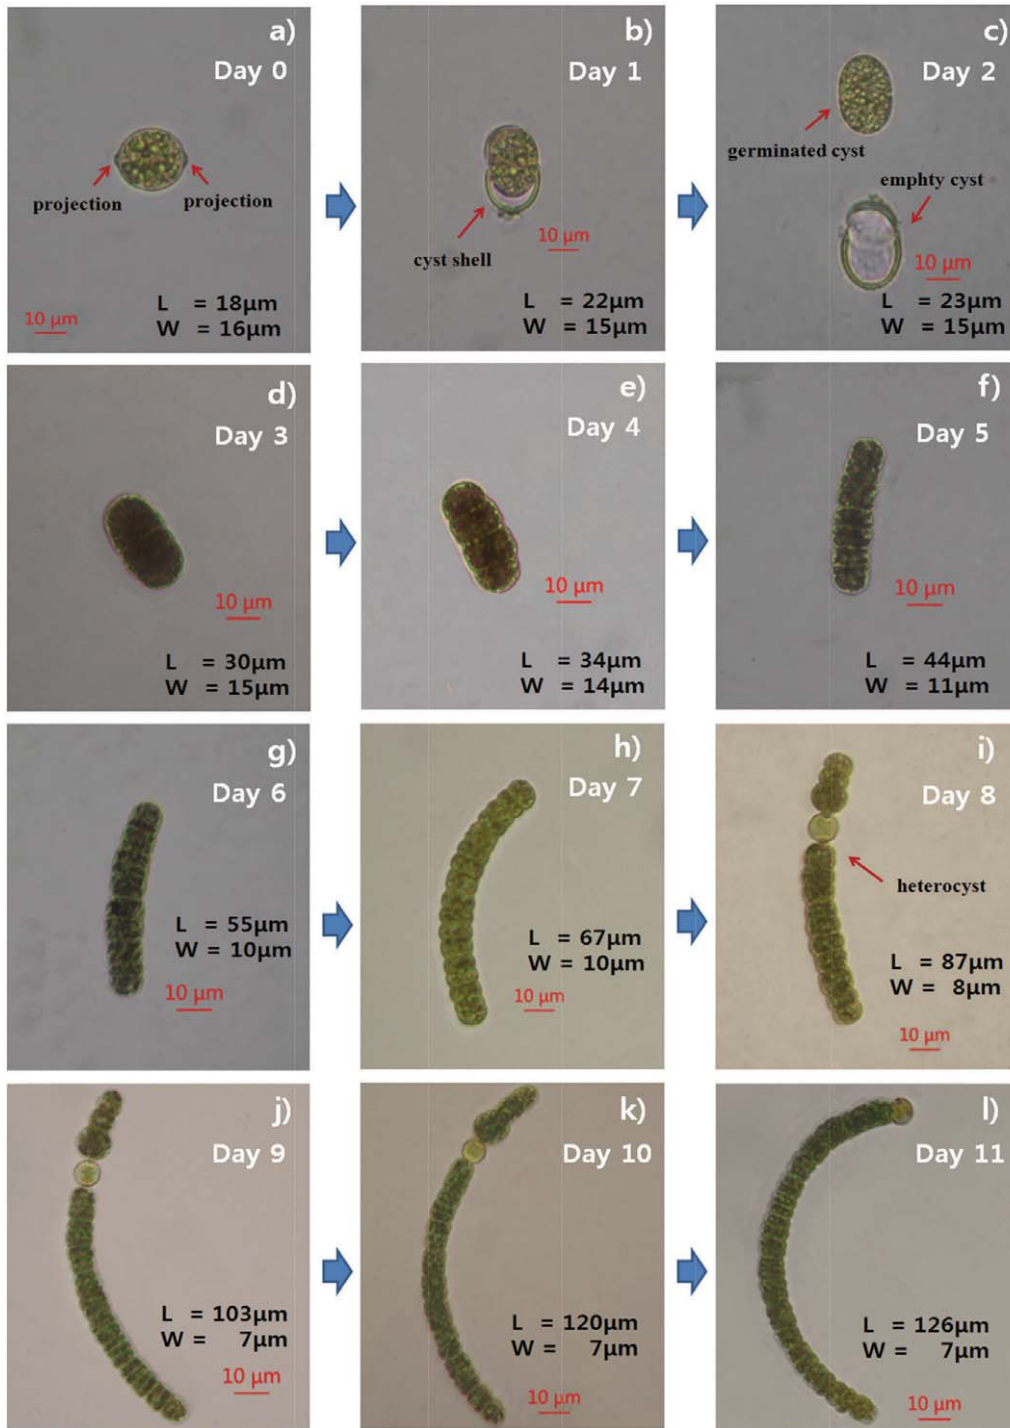 a)
Day 0
projection
projection
10 µm
L = 18µm
W = 16µm
b)
Day 1
cyst shell
10 µm
L = 22µm
W = 15µm
c)
Day 2
germinated cyst
emphty cyst
10 µm
L = 23µm
W = 15µm
d)
Day 3
10 µm
L = 30µm
W = 15µm
e)
Day 4
10 µm
L = 34µm
W = 14µm
f)
Day 5
10 µm
L = 44µm
W = 11µm
g)
Day 6
L = 55µm
W = 10µm
10 µm
h)
Day 7
L = 67µm
W = 10µm
10 µm
i)
Day 8
heterocyst
L = 87µm
W = 8µm
10 µm
j)
Day 9
L = 103µm
W = 7µm
10 µm
k)
Day 10
L = 120µm
W = 7µm
10 µm
l)
Day 11
L = 126µm
W = 7µm
10 µm